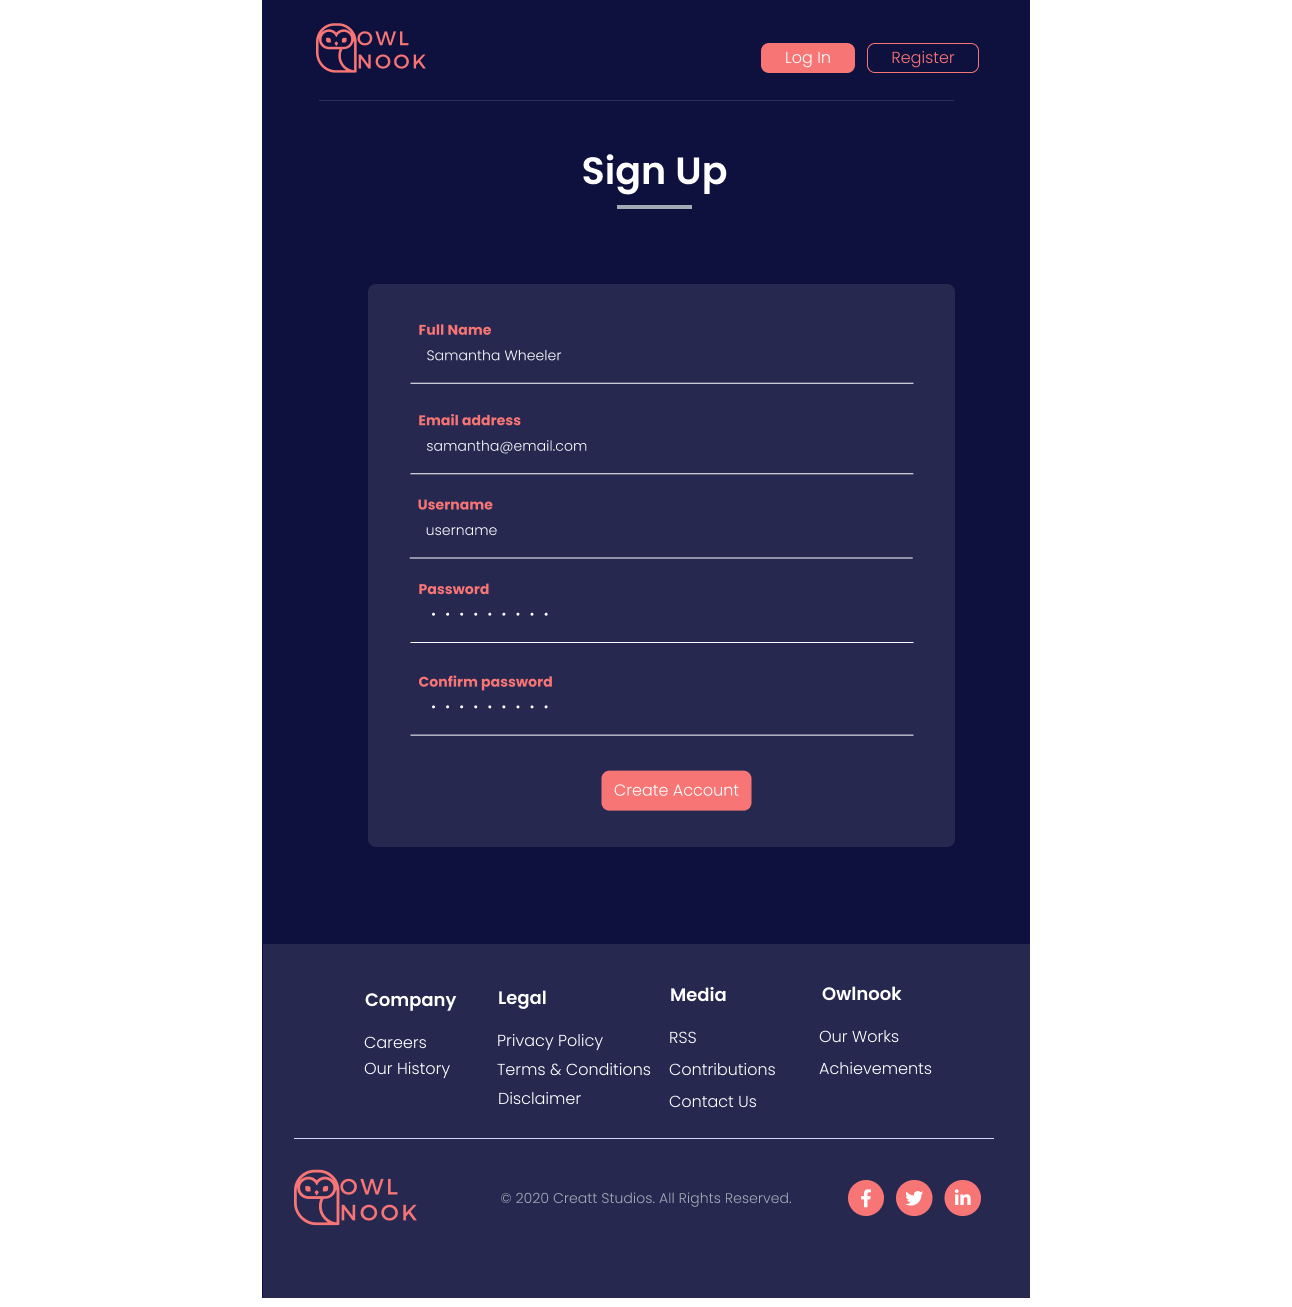 OWL
NOOK
Log In
Register
Sign Up
Full Name
Samantha Wheeler
Email address
samantha@email.com
Username
username
Password
• • • • • • • • •
Confirm password
• • • • • • • • •
Create Account
Company
Careers
Our History
Legal
Privacy Policy
Terms & Conditions
Disclaimer
Media
RSS
Contributions
Contact Us
Owlnook
Our Works
Achievements
OWL
NOOK
© 2020 Creatt Studios. All Rights Reserved.
f
in